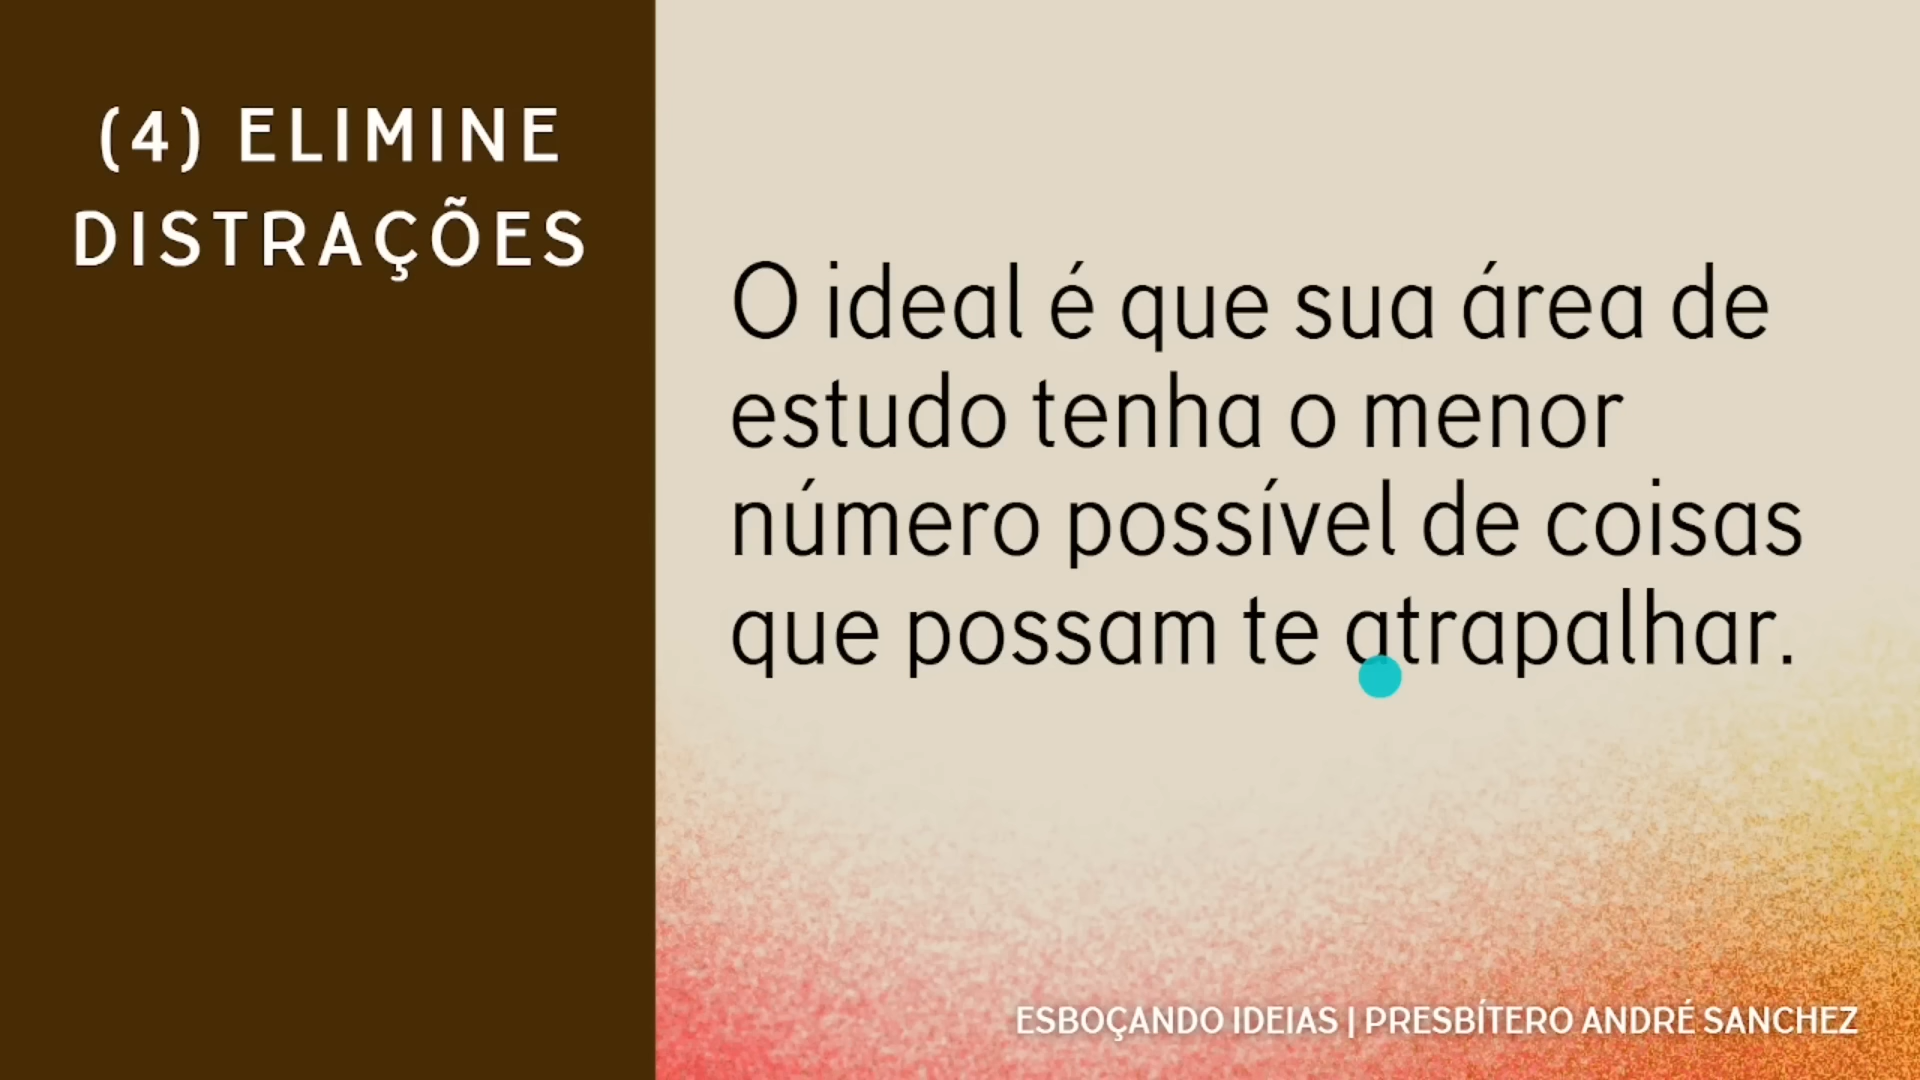 (4) ELIMINE
DISTRAÇÕES
O ideal é que sua área de
estudo tenha o menor
número possível de coisas
que possam te atrapalhar.
ESBOÇANDO IDEIAS | PRESBÍTERO ANDRÉ SANCHEZ